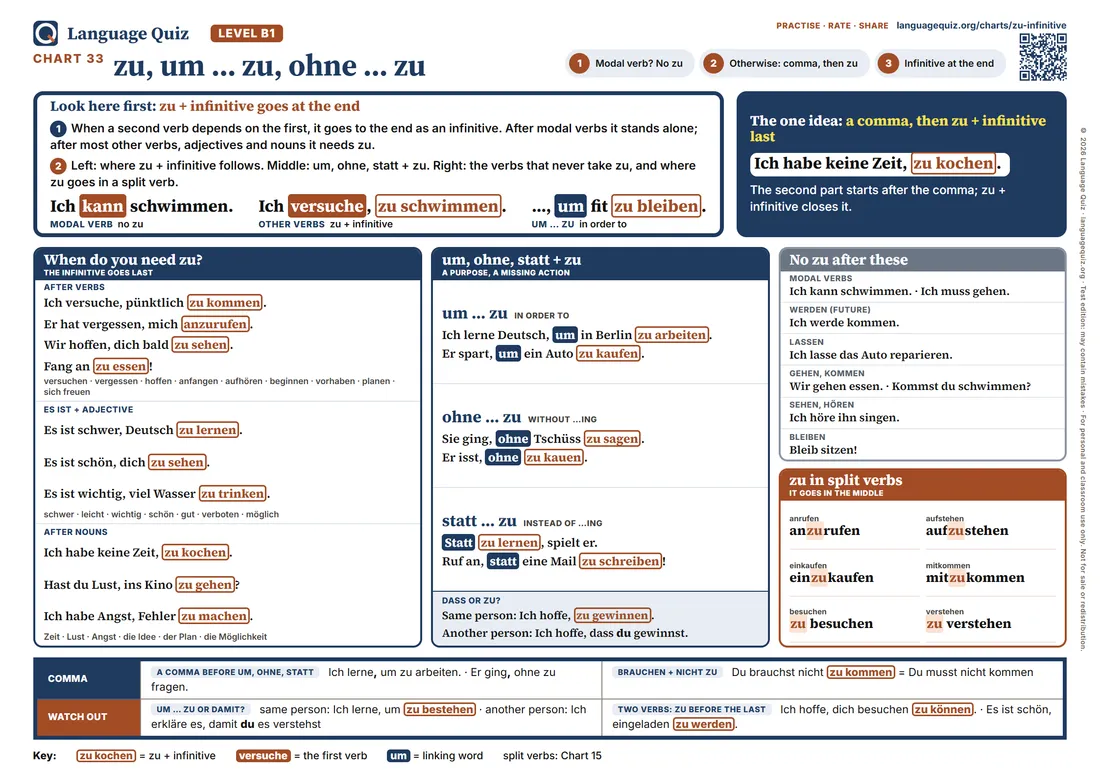 Language Quiz LEVEL B1
PRACTISE · RATE · SHARE languagequiz.org/charts/zu-infinitive
CHART 33 zu, um ... zu, ohne ... zu
1 Modal verb? No zu
2 Otherwise: comma, then zu
3 Infinitive at the end
Look here first: zu + infinitive goes at the end
1 When a second verb depends on the first, it goes to the end as an infinitive. After modal verbs it stands alone;
after most other verbs, adjectives and nouns it needs zu.
2 Left: where zu + infinitive follows. Middle: um, ohne, statt + zu. Right: the verbs that never take zu, and where
zu goes in a split verb.
Ich kann schwimmen. Ich versuche, zu schwimmen. ..., um fit zu bleiben.
MODAL VERB no zu OTHER VERBS zu + infinitive UM ... ZU in order to
The one idea: a comma, then zu + infinitive
last
Ich habe keine Zeit, zu kochen.
The second part starts after the comma; zu +
infinitive closes it.
When do you need zu?
THE INFINITIVE GOES LAST
AFTER VERBS
Ich versuche, pünktlich zu kommen.
Er hat vergessen, mich anzurufen.
Wir hoffen, dich bald zu sehen.
Fang an zu essen!
versuchen · vergessen · hoffen · anfangen · aufhören · beginnen · vorhaben · planen ·
sich freuen
ES IST + ADJECTIVE
Es ist schwer, Deutsch zu lernen.
Es ist schön, dich zu sehen.
Es ist wichtig, viel Wasser zu trinken.
schwer · leicht · wichtig · schön · gut · verboten · möglich
AFTER NOUNS
Ich habe keine Zeit, zu kochen.
Hast du Lust, ins Kino zu gehen?
Ich habe Angst, Fehler zu machen.
Zeit · Lust · Angst · die Idee · der Plan · die Möglichkeit
um, ohne, statt + zu
A PURPOSE, A MISSING ACTION
um ... zu IN ORDER TO
Ich lerne Deutsch, um in Berlin zu arbeiten.
Er spart, um ein Auto zu kaufen.
ohne ... zu WITHOUT ...ING
Sie ging, ohne Tschüss zu sagen.
Er isst, ohne zu kauen.
statt ... zu INSTEAD OF ...ING
Statt zu lernen, spielt er.
Ruf an, statt eine Mail zu schreiben!
DASS OR ZU?
Same person: Ich hoffe, zu gewinnen.
Another person: Ich hoffe, dass du gewinnst.
No zu after these
MODAL VERBS
Ich kann schwimmen. · Ich muss gehen.
WERDEN (FUTURE)
Ich werde kommen.
LASSEN
Ich lasse das Auto reparieren.
GEHEN, KOMMEN
Wir gehen essen. · Kommst du schwimmen?
SEHEN, HÖREN
Ich höre ihn singen.
BLEIBEN
Bleib sitzen!
zu in split verbs
IT GOES IN THE MIDDLE
anrufen aufstehen
anzurufen aufzustehen
einkaufen mitkommen
einzukaufen mitzukommen
besuchen verstehen
zu besuchen zu verstehen
COMMA
A COMMA BEFORE UM, OHNE, STATT Ich lerne, um zu arbeiten. · Er ging, ohne zu
fragen.
BRAUCHEN + NICHT ZU Du brauchst nicht zu kommen = Du musst nicht kommen
WATCH OUT
UM ... ZU OR DAMIT? same person: Ich lerne, um zu bestehen · another person: Ich
erkläre es, damit du es verstehst
TWO VERBS: ZU BEFORE THE LAST Ich hoffe, dich besuchen zu können. · Es ist schön,
eingeladen zu werden.
Key: zu kochen = zu + infinitive versuche = the first verb um = linking word split verbs: Chart 15
© 2026 Language Quiz · languagequiz.org · Test edition: may contain mistakes · For personal and classroom use only. Not for sale or redistribution.